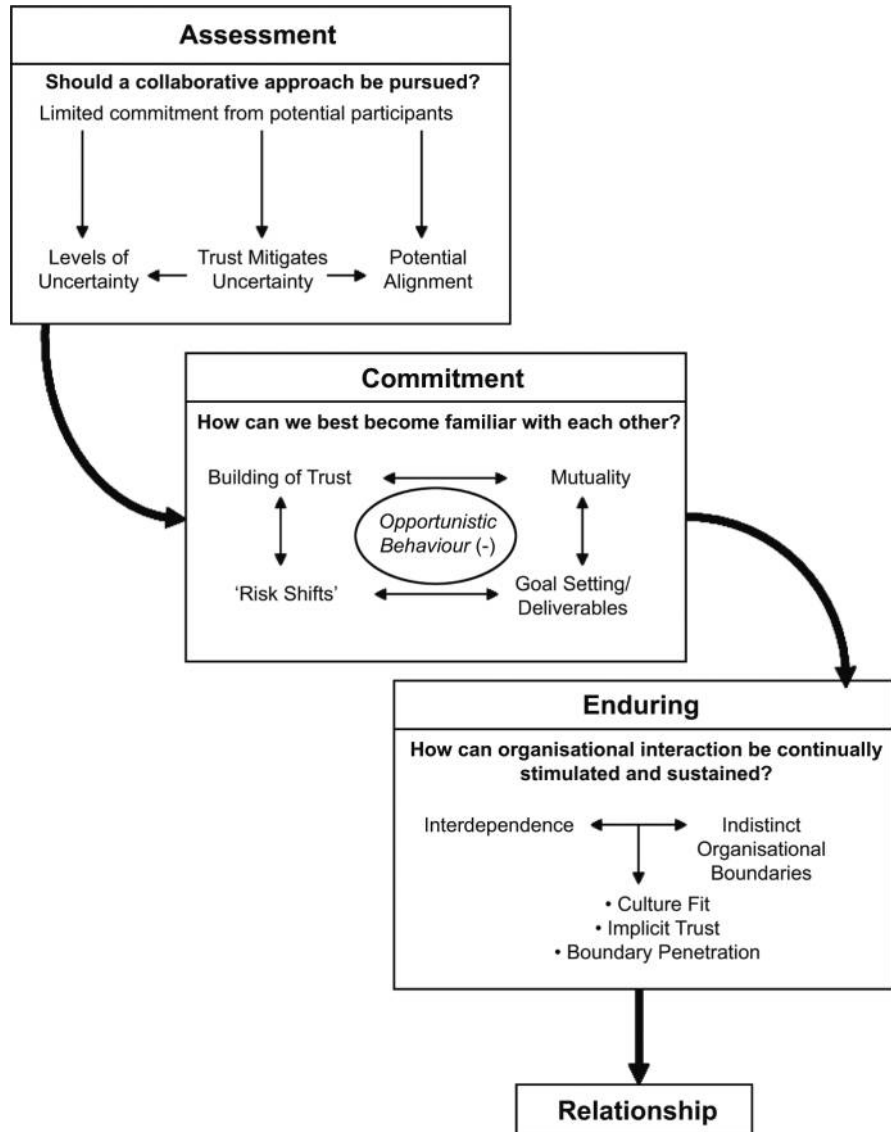 Assessment
Should a collaborative approach be pursued?
Limited commitment from potential participants
Levels of
Uncertainty
Trust Mitigates
Uncertainty
Potential
Alignment
Commitment
How can we best become familiar with each other?
Building of Trust
Mutuality
Opportunistic
Behaviour (-)
‘Risk Shifts’
Goal Setting/
Deliverables
Enduring
How can organisational interaction be continually
stimulated and sustained?
Interdependence
Indistinct
Organisational
Boundaries
• Culture Fit
• Implicit Trust
• Boundary Penetration
Relationship